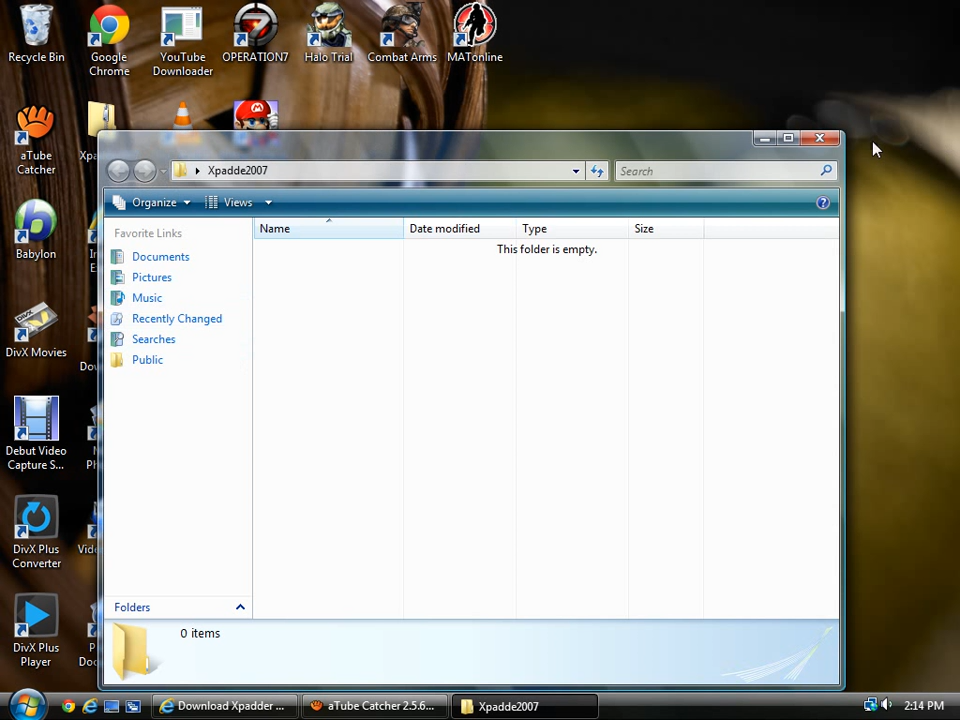 Recycle Bin
Google
Chrome
YouTube
Downloader
OPERATION7
Halo Trial
Combat Arms
MATonline
aTube
Catcher
Xpadde2007
Search
Organize
Views
Favorite Links
Documents
Pictures
Music
Recently Changed
Searches
Public
Folders
Name
Date modified
Type
Size
This folder is empty.
0 items
Babylon
DivX Movies
Debut Video
Capture S...
DivX Plus
Converter
DivX Plus
Player
Download Xpadder ...
aTube Catcher 2.5.6...
Xpadde2007
2:14 PM